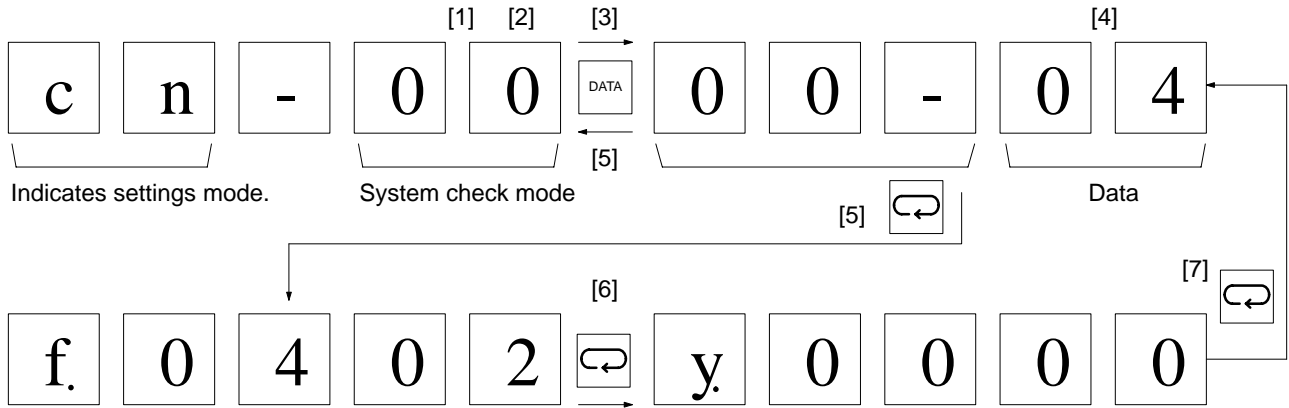 [1] [2] [3] [4]
c n - 0 0 DATA 0 0 - 0 4
[5]
Indicates settings mode. System check mode Data
[5]
[7]
[6]
f. 0 4 0 2 y. 0 0 0 0